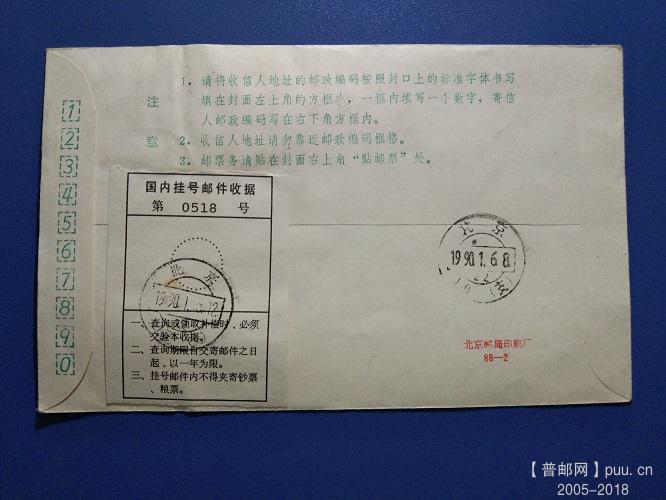 注意
1. 请将收信人地址的邮政编码按照封口上的标准字体书写
填在封面左上角的方框内，一框内填写一个数字，寄信
人邮政编码写在右下角方框内。
2. 收信人地址请勿靠近邮政编码框格。
3. 邮票务请贴在封面右上角“贴邮票”处。
1
2
3
4
5
6
7
8
9
0
国内挂号邮件收据
第 0518 号
北京
1990.1.
一、查询或领取补偿时，必须
交验本收据。
二、查询期限自交寄邮件之日
起，以一年为限。
三、挂号邮件内不得夹寄钞票
、粮票。
北京
1990.1.6.8
支
北京邮局印刷厂
88—2
【普邮网】puu.cn
2005-2018